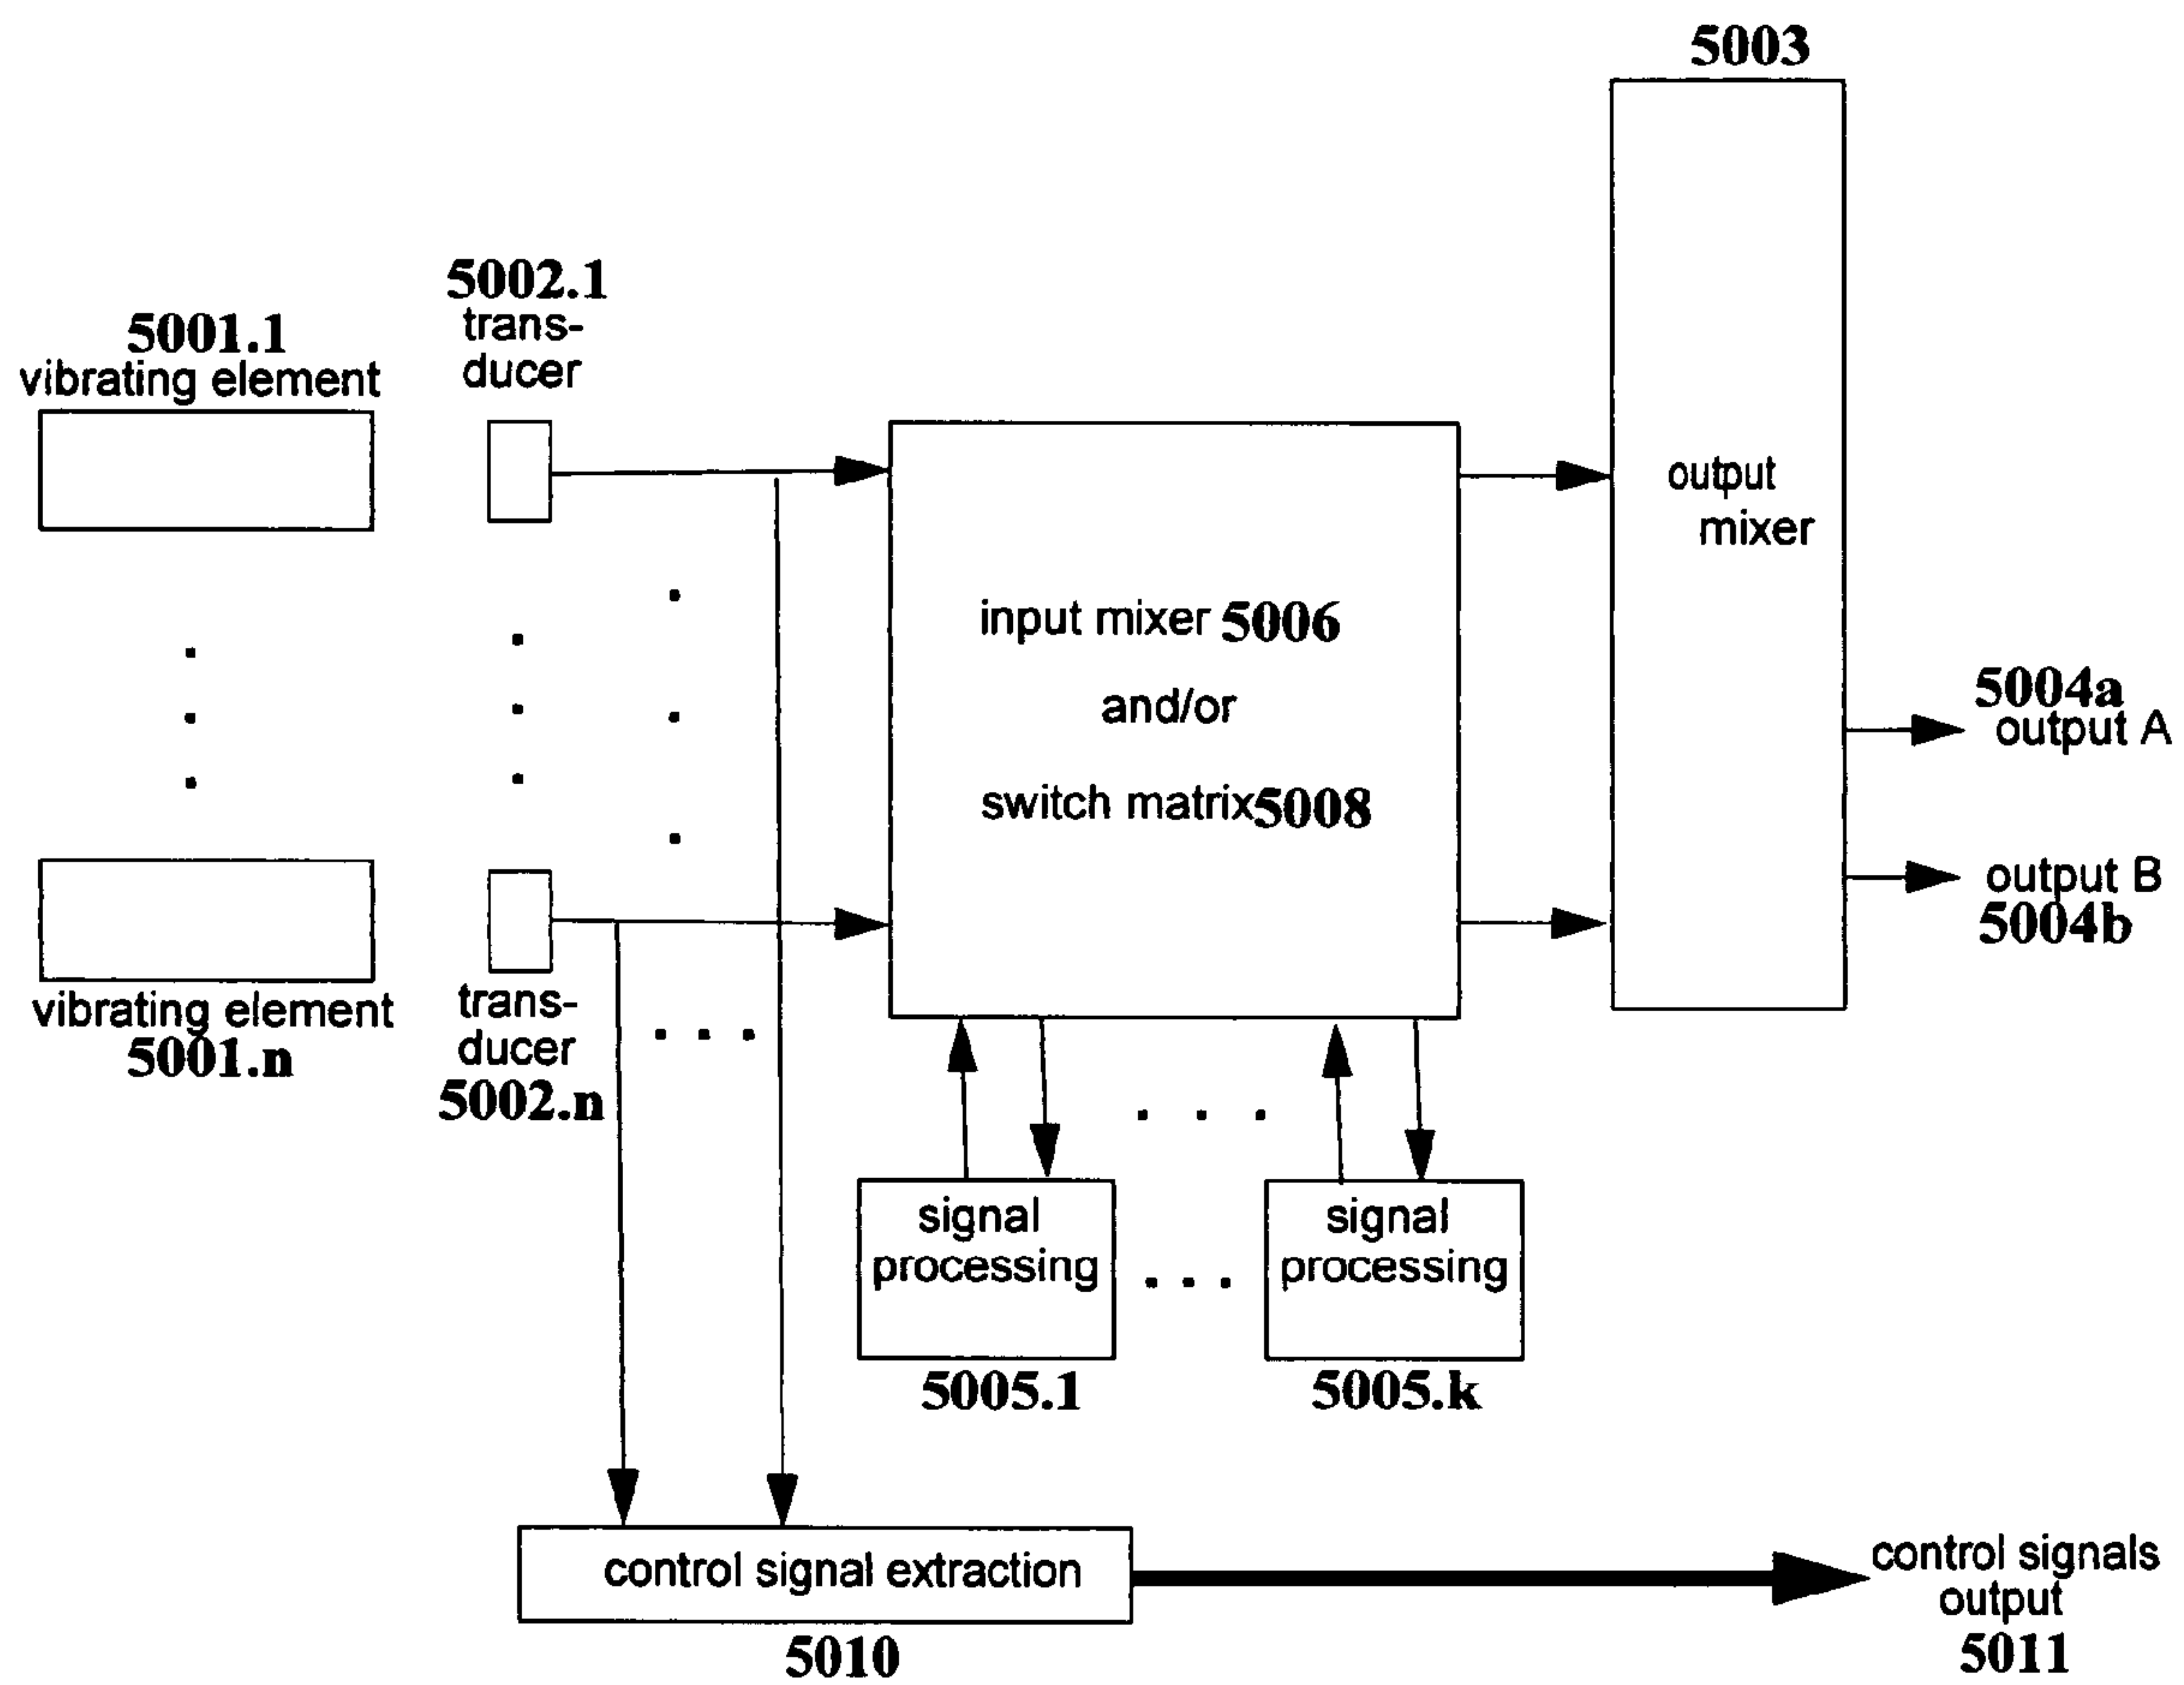 5003
5002.1
trans-
ducer
5001.1
vibrating element
output
mixer
input mixer 5006
and/or
switch matrix5008
5004a
output A
output B
5004b
vibrating element
5001.n
trans-
ducer
5002.n
signal
processing
signal
processing
5005.1
5005.k
control signal extraction
5010
control signals
output
5011